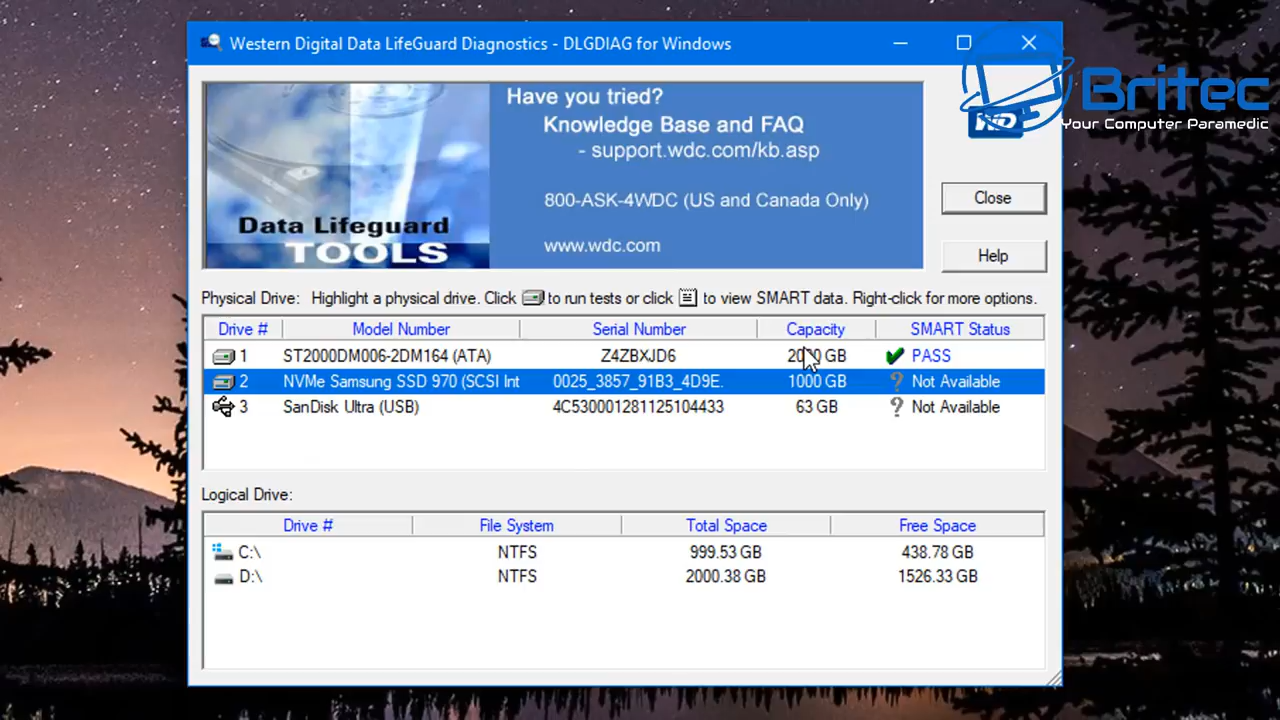 Western Digital Data LifeGuard Diagnostics - DLGDIAG for Windows
Britec
Your Computer Paramedic
WD
Have you tried?
Knowledge Base and FAQ
- support.wdc.com/kb.asp
800-ASK-4WDC (US and Canada Only)
www.wdc.com
Data Lifeguard
TOOLS
Close
Help
Physical Drive: Highlight a physical drive. Click to run tests or click to view SMART data. Right-click for more options.
Drive # Model Number Serial Number Capacity SMART Status
1 ST2000DM006-2DM164 (ATA) Z4ZBXJD6 2000 GB PASS
2 NVMe Samsung SSD 970 (SCSI Int 0025_3857_91B3_4D9E. 1000 GB ? Not Available
3 SanDisk Ultra (USB) 4C530001281125104433 63 GB ? Not Available
Logical Drive:
Drive # File System Total Space Free Space
C:\ NTFS 999.53 GB 438.78 GB
D:\ NTFS 2000.38 GB 1526.33 GB